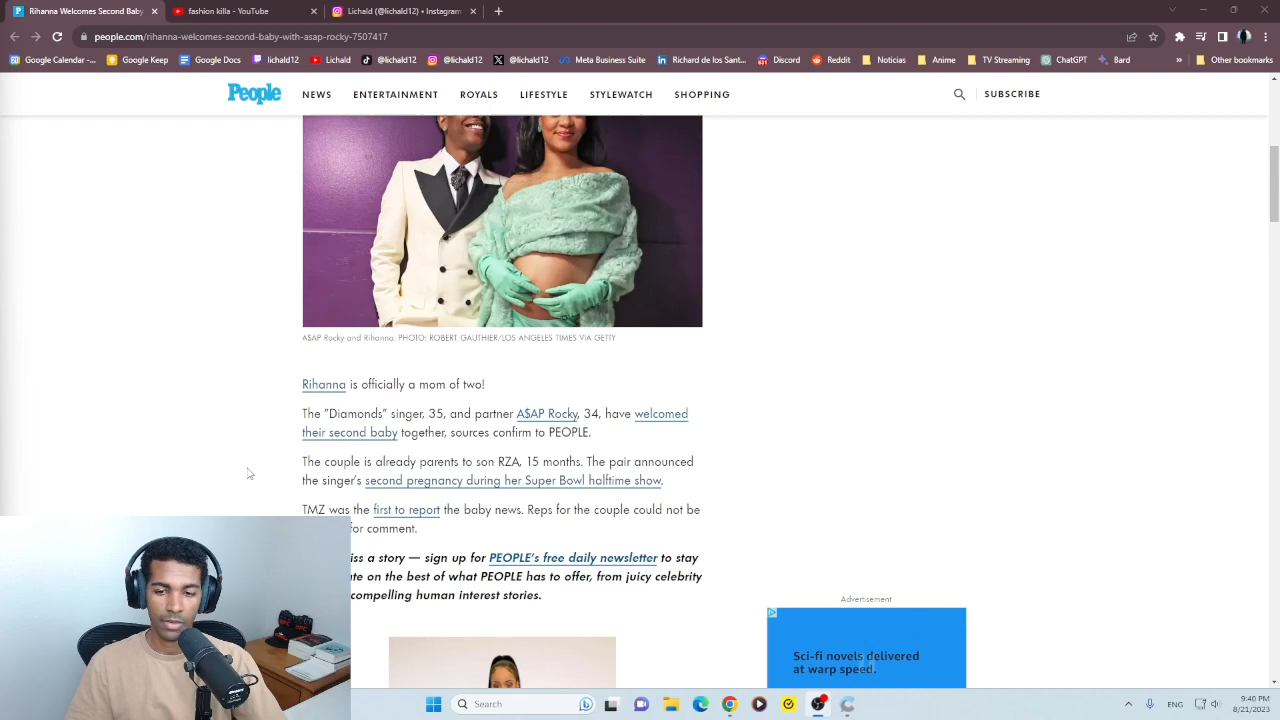 Rihanna Welcomes Second Baby
fashion killa - YouTube
Lichald (@lichald12) • Instagram
people.com/rihanna-welcomes-second-baby-with-asap-rocky-7507417
Google Calendar -...
Google Keep
Google Docs
lichald12
Lichald
@lichald12
@lichald12
@lichald12
Meta Business Suite
Richard de los Sant...
Discord
Reddit
Noticias
Anime
TV Streaming
ChatGPT
Bard
»
Other bookmarks
People
NEWS
ENTERTAINMENT
ROYALS
LIFESTYLE
STYLEWATCH
SHOPPING
SUBSCRIBE
A$AP Rocky and Rihanna. PHOTO: ROBERT GAUTHIER/LOS ANGELES TIMES VIA GETTY
Rihanna is officially a mom of two!
The "Diamonds" singer, 35, and partner A$AP Rocky, 34, have welcomed
their second baby together, sources confirm to PEOPLE.
The couple is already parents to son RZA, 15 months. The pair announced
the singer's second pregnancy during her Super Bowl halftime show.
TMZ was the first to report the baby news. Reps for the couple could not be
for comment.
iss a story — sign up for PEOPLE's free daily newsletter to stay
ate on the best of what PEOPLE has to offer, from juicy celebrity
compelling human interest stories.
Advertisement
Sci-fi novels delivered
at warp speed.
Search
ENG
9:40 PM
8/21/2023